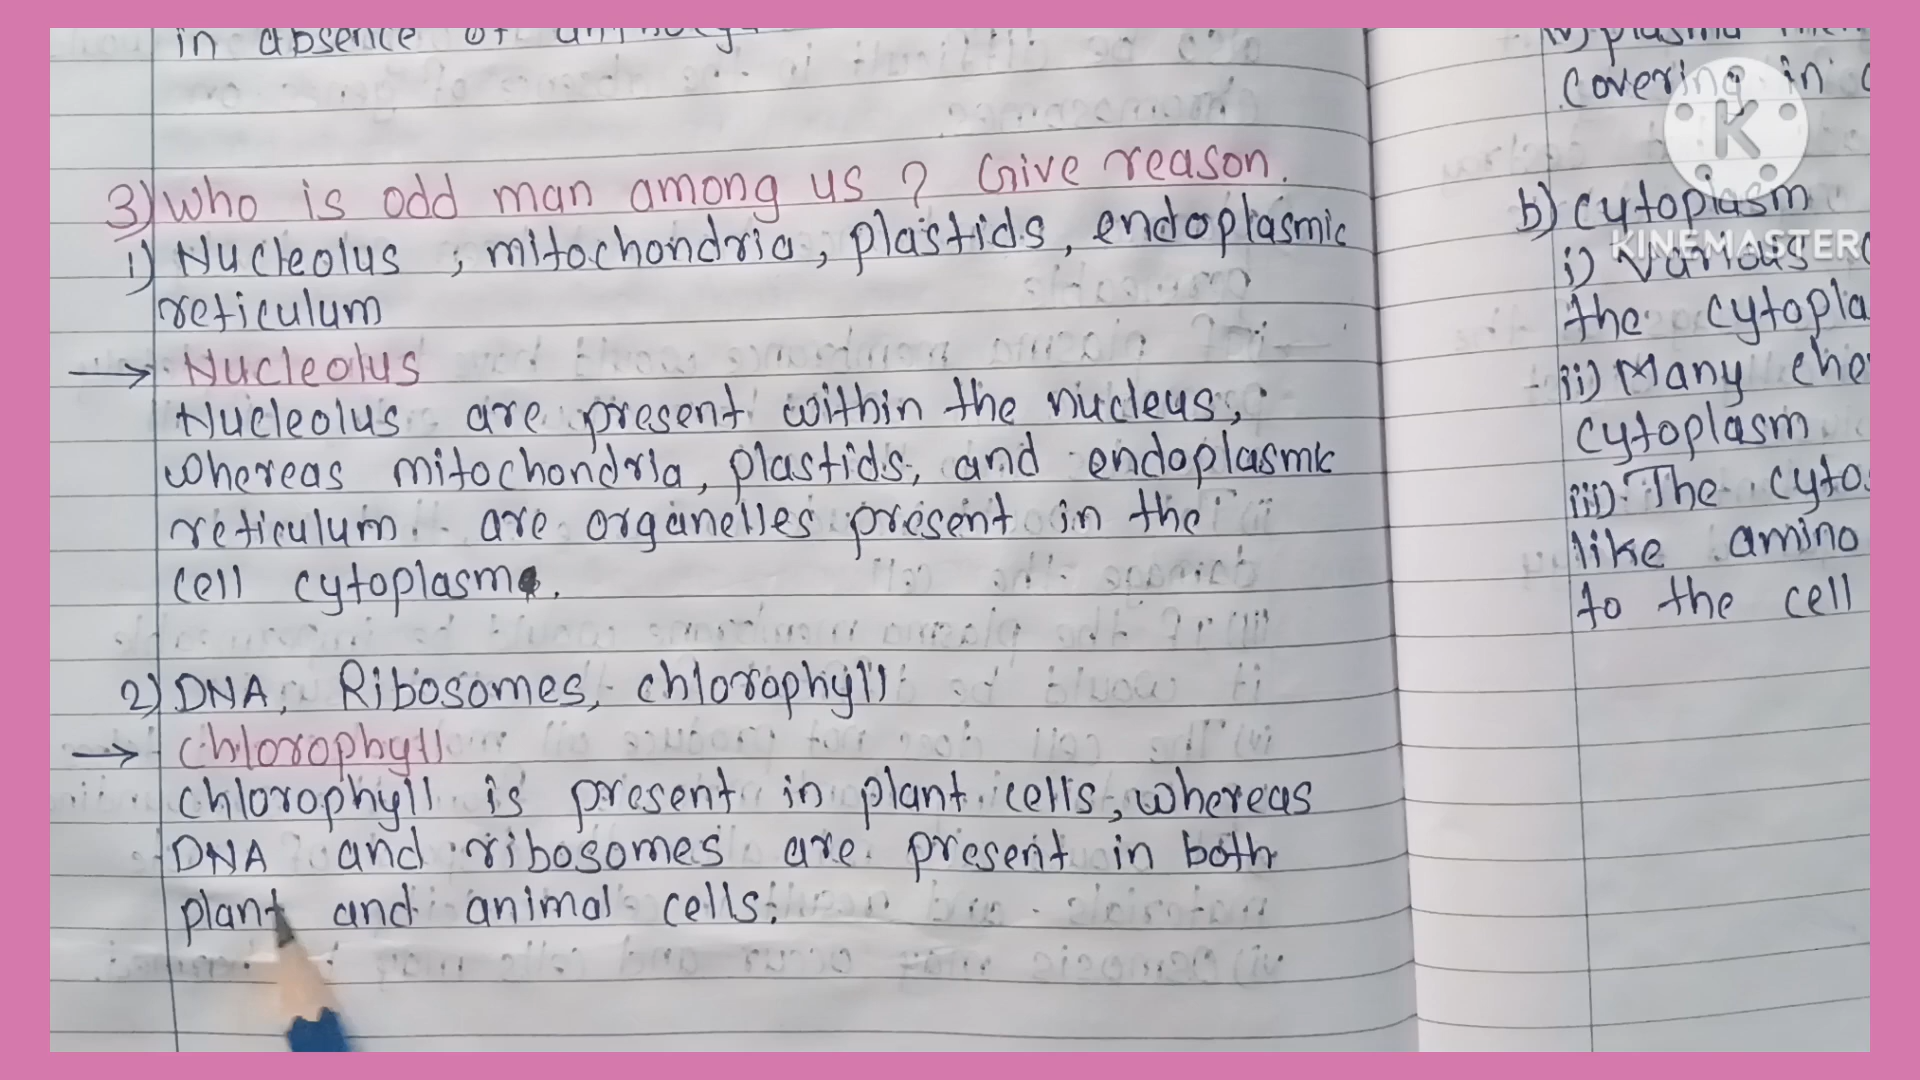 in absence of
3) Who is odd man among us ? Give reason.
1) Nucleolus , mitochondria, plastids, endoplasmic
reticulum
→ Nucleolus
Nucleolus are present within the nucleus,
whereas mitochondria, plastids, and endoplasmic
reticulum are organelles present in the
cell cytoplasm.
2) DNA, Ribosomes, chlorophyll
→ chlorophyll
chlorophyll is present in plant cells, whereas
DNA and ribosomes are present in both
plant and animal cells.
iv) plasma
covering in
b) cytoplasm
i) Various
the cytopla
ii) Many che
cytoplasm
iii) The cyto
like amino
to the cell
K
KINEMASTER